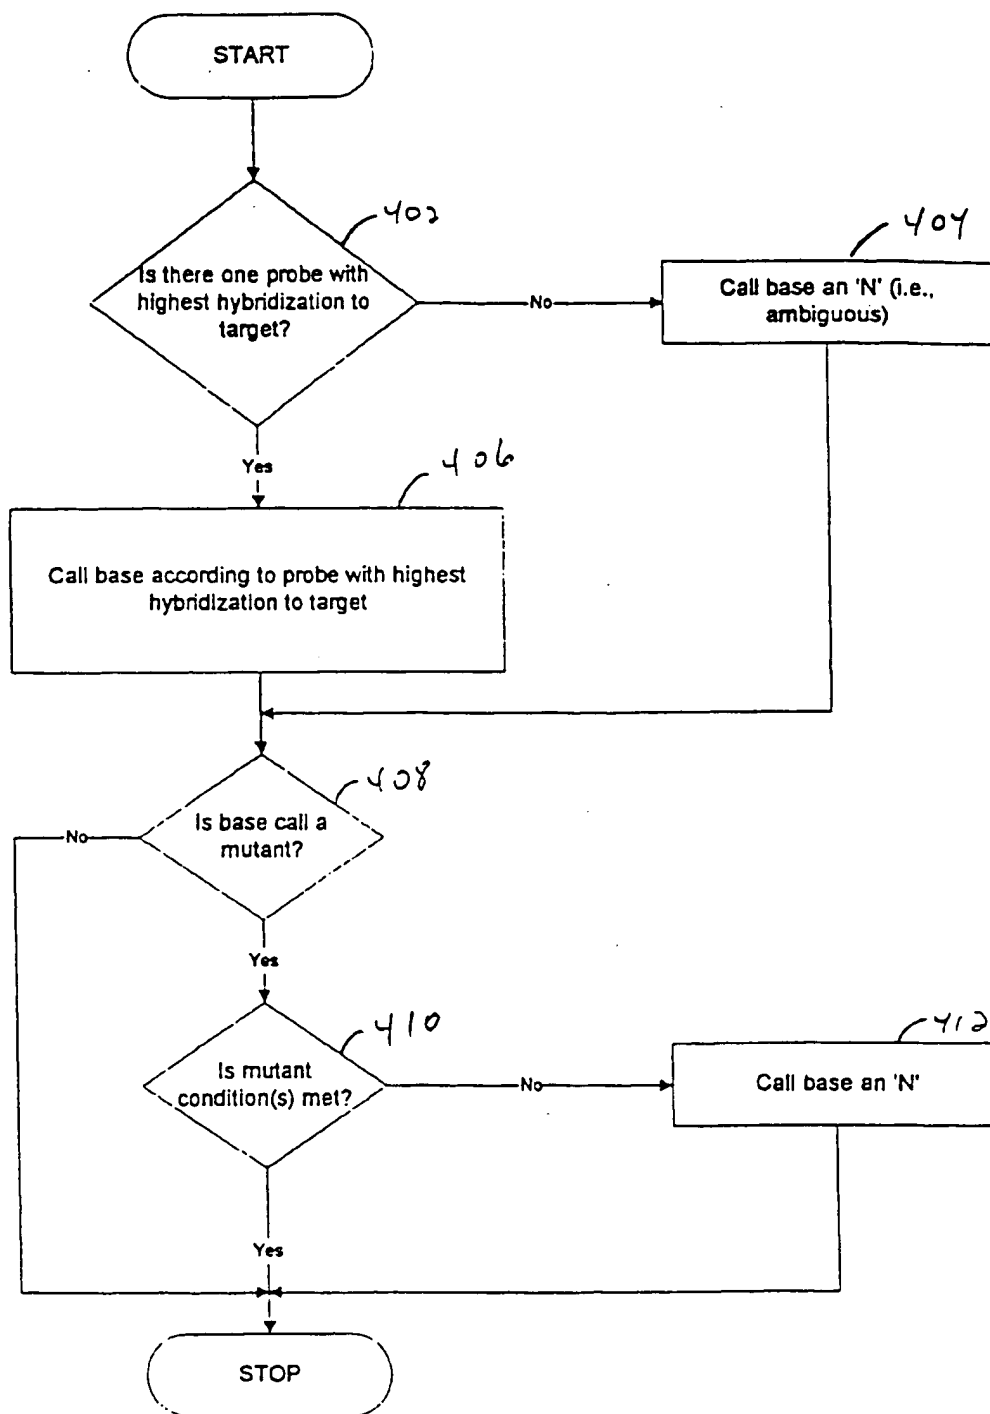 START
402
Is there one probe with
highest hybridization to
target?
No
404
Call base an 'N' (i.e.,
ambiguous)
Yes
406
Call base according to probe with highest
hybridization to target
408
Is base call a
mutant?
No
Yes
410
Is mutant
condition(s) met?
No
412
Call base an 'N'
Yes
STOP